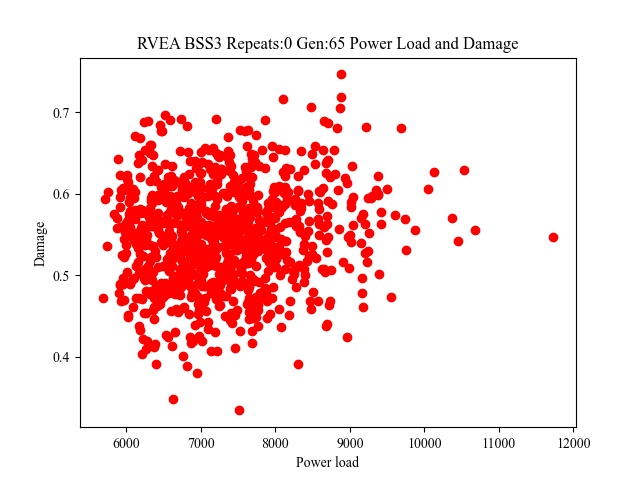 RVEA BSS3 Repeats:0 Gen:65 Power Load and Damage
0.7
0.6
0.5
0.4
Damage
6000 7000 8000 9000 10000 11000 12000
Power load